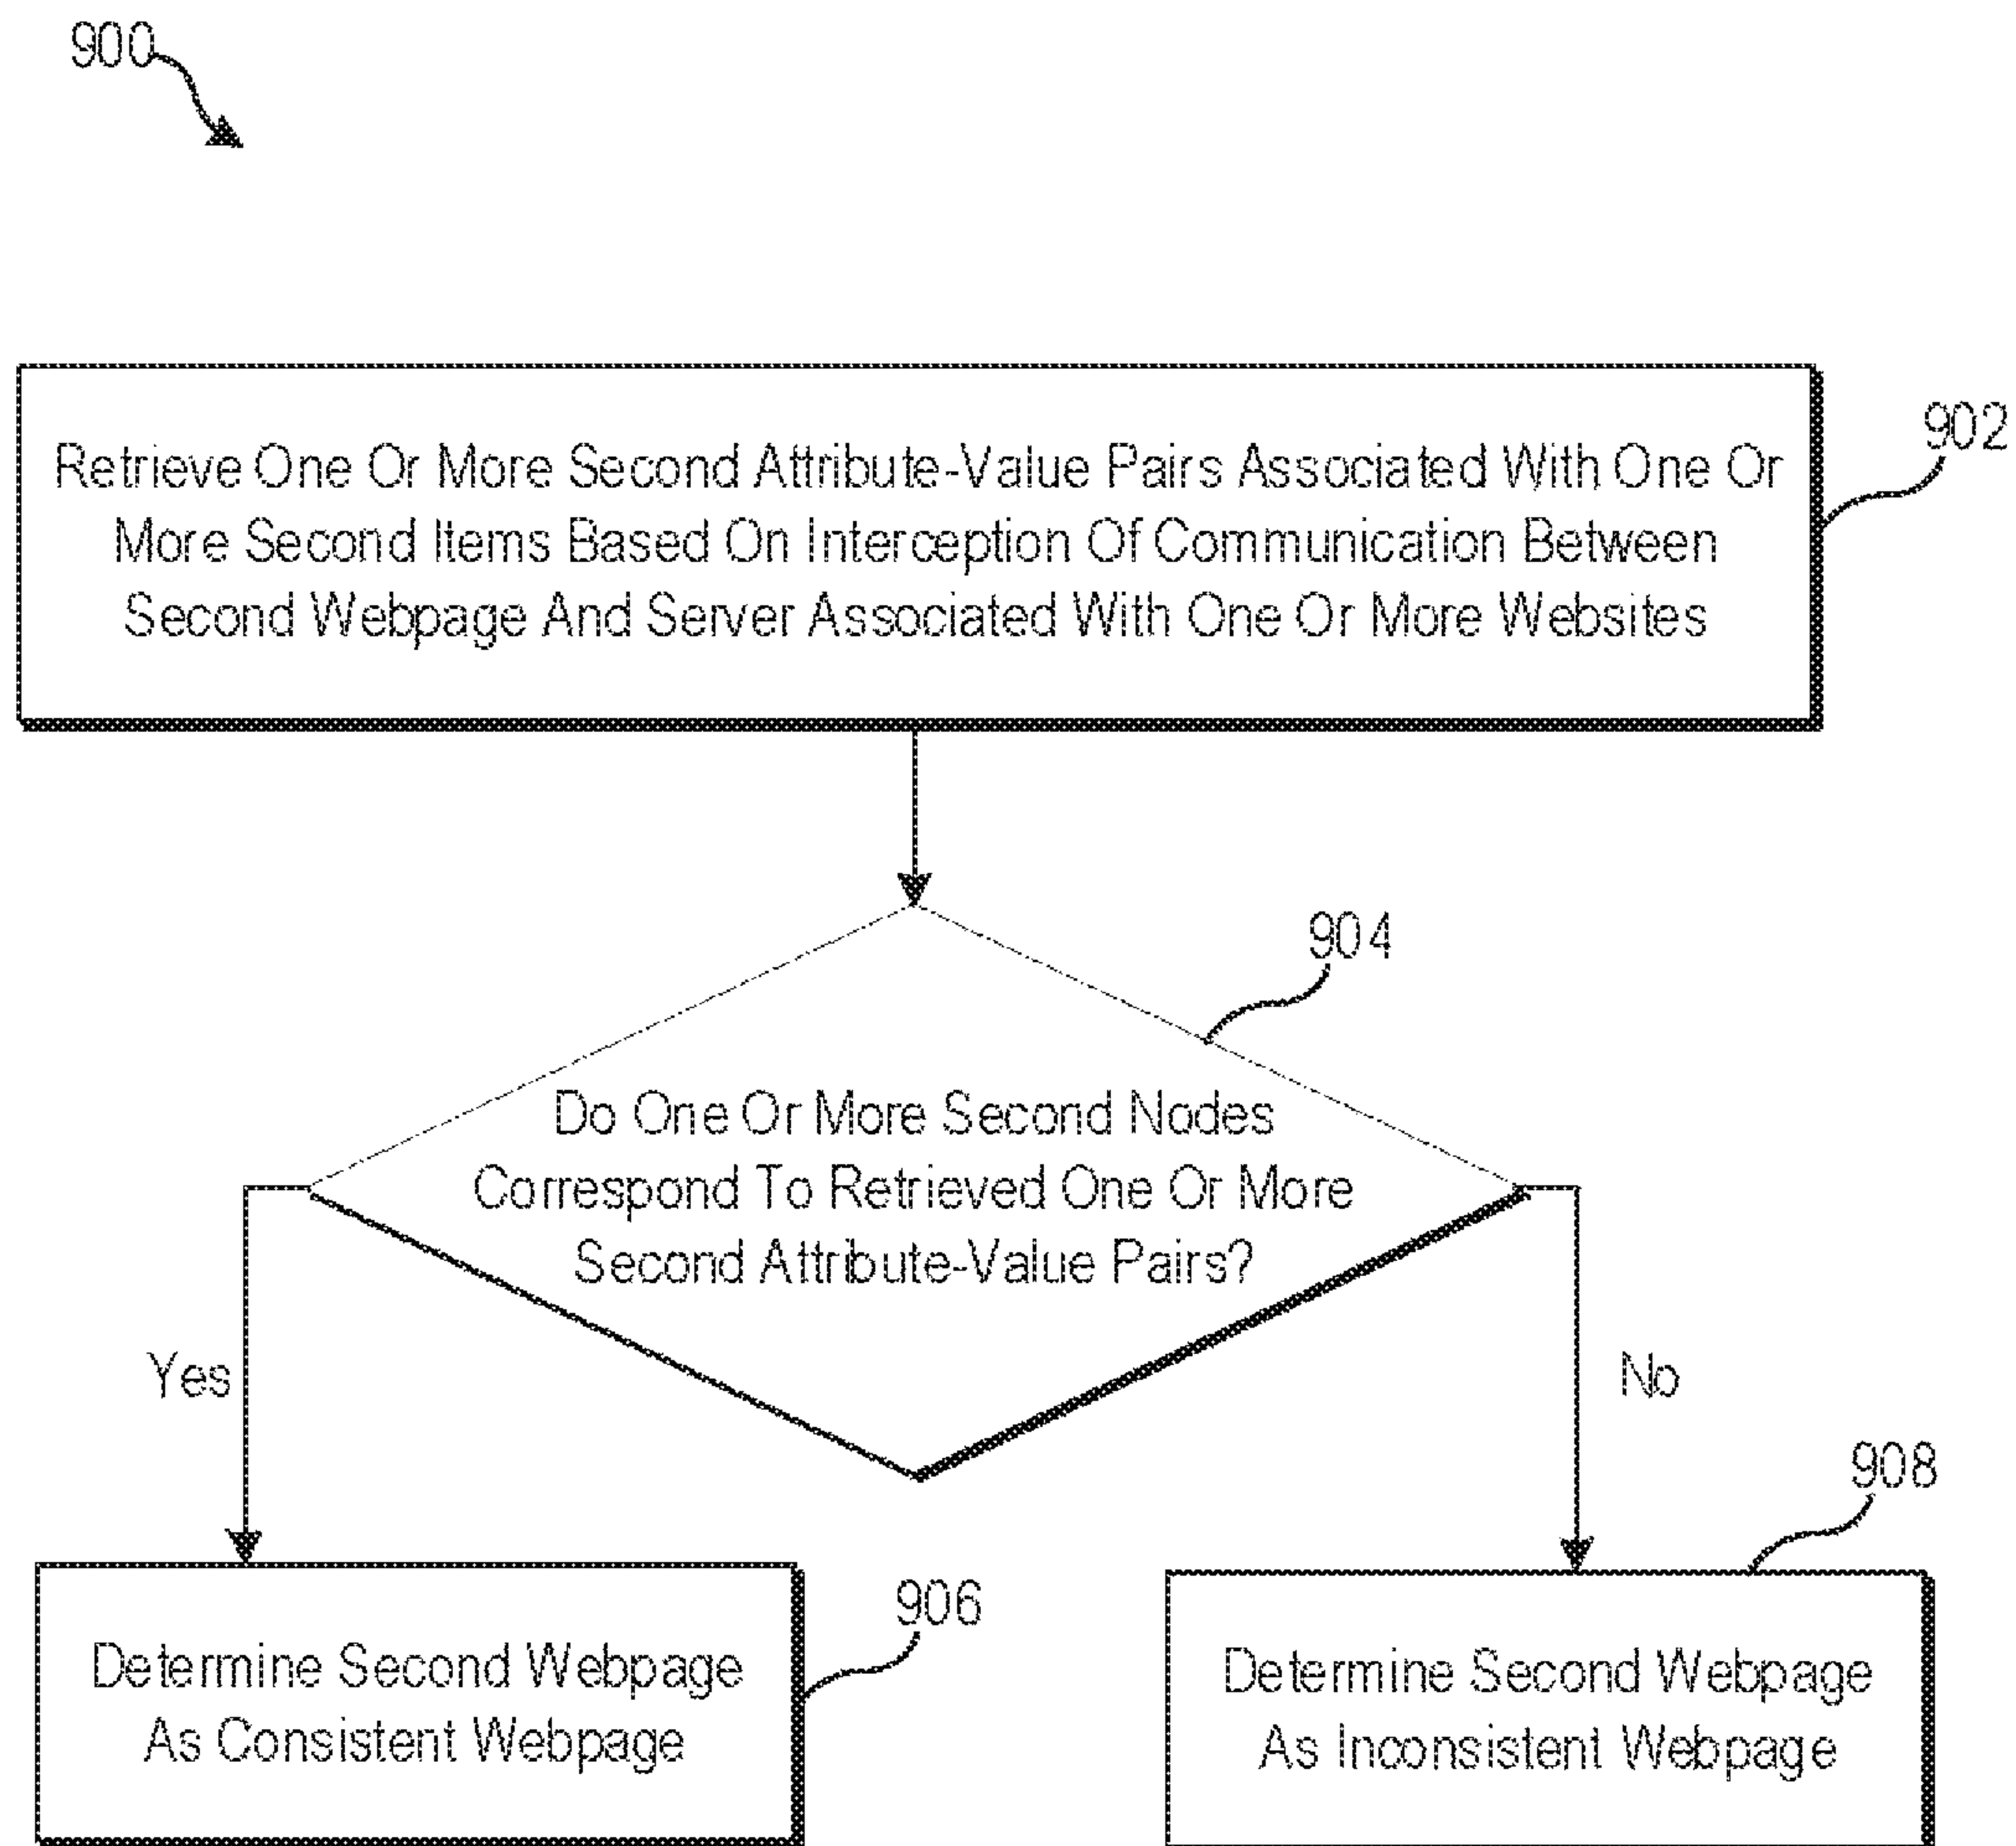 900
902
Retrieve One Or More Second Attribute-Value Pairs Associated With One Or
More Second Items Based On Interception Of Communication Between
Second Webpage And Server Associated With One Or More Websites
904
Do One Or More Second Nodes
Correspond To Retrieved One Or More
Second Attribute-Value Pairs?
Yes
No
906
Determine Second Webpage
As Consistent Webpage
908
Determine Second Webpage
As Inconsistent Webpage